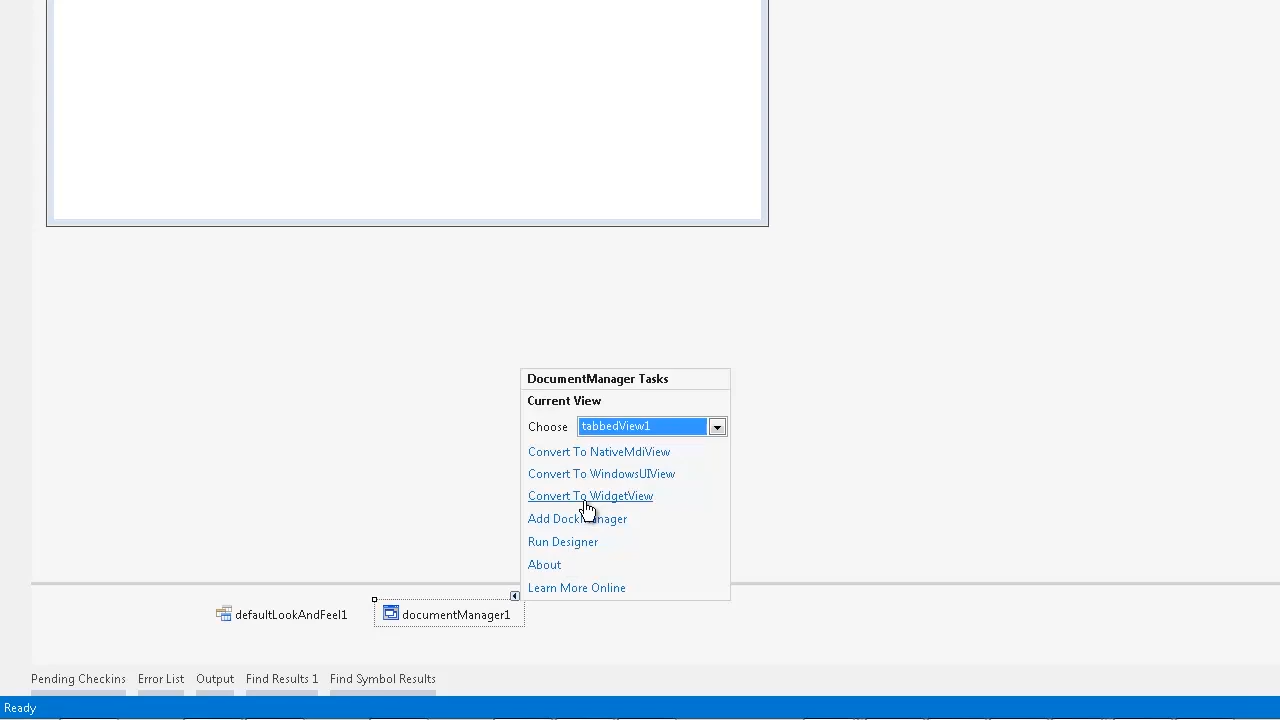 DocumentManager Tasks
Current View
Choose tabbedView1
Convert To NativeMdiView
Convert To WindowsUIView
Convert To WidgetView
Add DockManager
Run Designer
About
Learn More Online
defaultLookAndFeel1 documentManager1
Pending Checkins Error List Output Find Results 1 Find Symbol Results
Ready